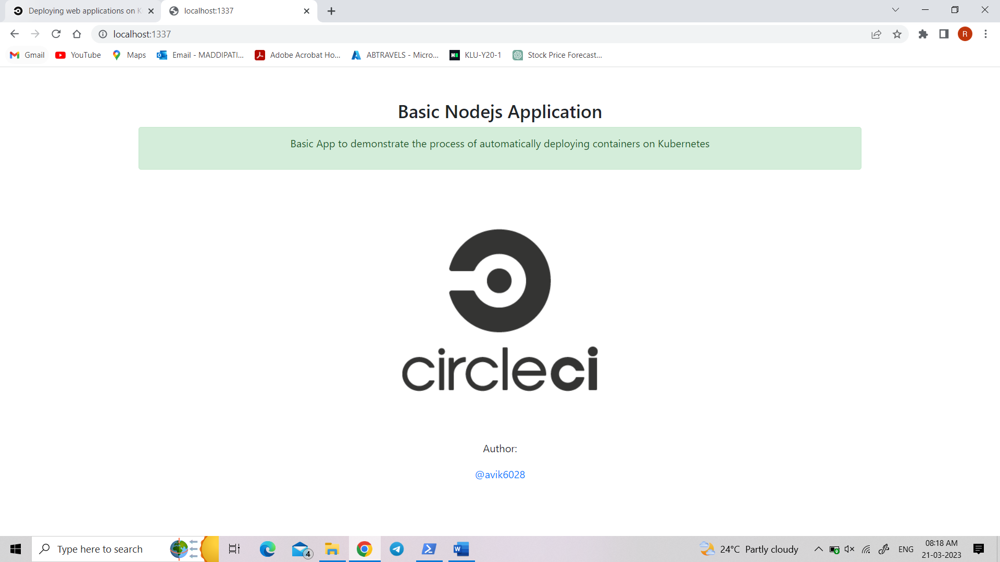 Deploying web applications on K
localhost:1337
localhost:1337
R
Gmail
YouTube
Maps
Email - MADDIPATI...
Adobe Acrobat Ho...
ABTRAVELS - Micro...
KLU-Y20-1
Stock Price Forecast...
Basic Nodejs Application
Basic App to demonstrate the process of automatically deploying containers on Kubernetes
circleci
Author:
@avik6028
Type here to search
4
24°C Partly cloudy
ENG
08:18 AM
21-03-2023